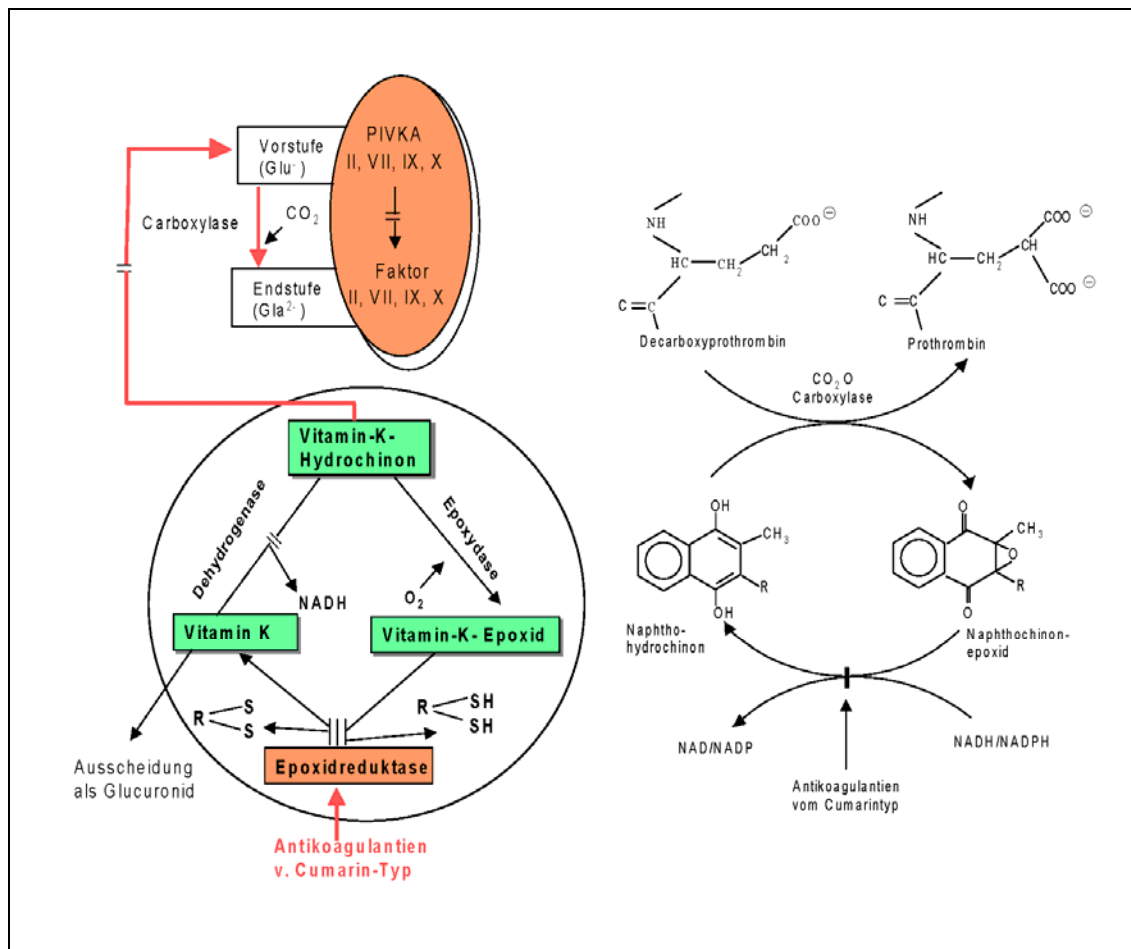 PIVKA
II, VII, IX, X
Faktor
II, VII, IX, X
Vorstufe
(Glu⁻)
Carboxylase
CO₂
Endstufe
(Gla²⁻)
Vitamin-K-
Hydrochinon
Dehydrogenase
Epoxydase
NADH
O₂
Vitamin K
Vitamin-K- Epoxid
R
S
S
R
SH
SH
Epoxidreduktase
Ausscheidung
als Glucuronid
Antikoagulantien
v. Cumarin-Typ
NH
COO⊖
HC
CH₂
CH₂
C
Decarboxyprothrombin
NH
COO ⊖
CH
HC
CH₂
COO ⊖
C
Prothrombin
CO₂ O
Carboxylase
OH
CH₃
R
OH
Naphtho-
hydrochinon
O
CH₃
O
R
O
Naphthochinon-
epoxid
NAD/NADP
NADH/NADPH
Antikoagulantien
vom Cumarintyp